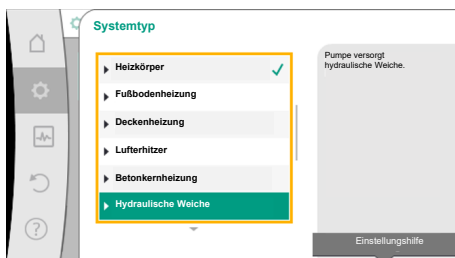 Systemtyp
Heizkörper
Fußbodenheizung
Deckenheizung
Lufterhitzer
Betonkernheizung
Hydraulische Weiche
Pumpe versorgt
hydraulische Weiche.
Einstellungshilfe
?